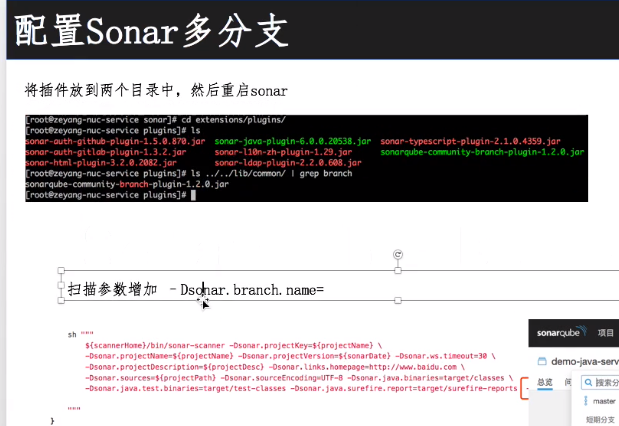 配置Sonar多分支
将插件放到两个目录中，然后重启sonar
[root@zeyang-nuc-service sonar]# cd extensions/plugins/
[root@zeyang-nuc-service plugins]# ls
sonar-auth-github-plugin-1.5.0.870.jar sonar-java-plugin-6.0.0.20538.jar sonar-typescript-plugin-2.1.0.4359.jar
sonar-auth-gitlab-plugin-1.3.2.jar sonar-l10n-zh-plugin-1.29.jar sonarqube-community-branch-plugin-1.2.0.jar
sonar-html-plugin-3.2.0.2082.jar sonar-ldap-plugin-2.2.0.608.jar
[root@zeyang-nuc-service plugins]# ls ../../lib/common/ | grep branch
sonarqube-community-branch-plugin-1.2.0.jar
[root@zeyang-nuc-service plugins]#
扫描参数增加 –Dsonar.branch.name=
sh """
${scannerHome}/bin/sonar-scanner -Dsonar.projectKey=${projectName} \
-Dsonar.projectName=${projectName} -Dsonar.projectVersion=${sonarDate} -Dsonar.ws.timeout=30 \
-Dsonar.projectDescription=${projectDesc} -Dsonar.links.homepage=http://www.baidu.com \
-Dsonar.sources=${projectPath} -Dsonar.sourceEncoding=UTF-8 -Dsonar.java.binaries=target/classes \
-Dsonar.java.test.binaries=target/test-classes -Dsonar.java.surefire.report=target/surefire-reports
"""
}
sonarqube 项目
demo-java-serv
总览
搜索分
master
短期分支